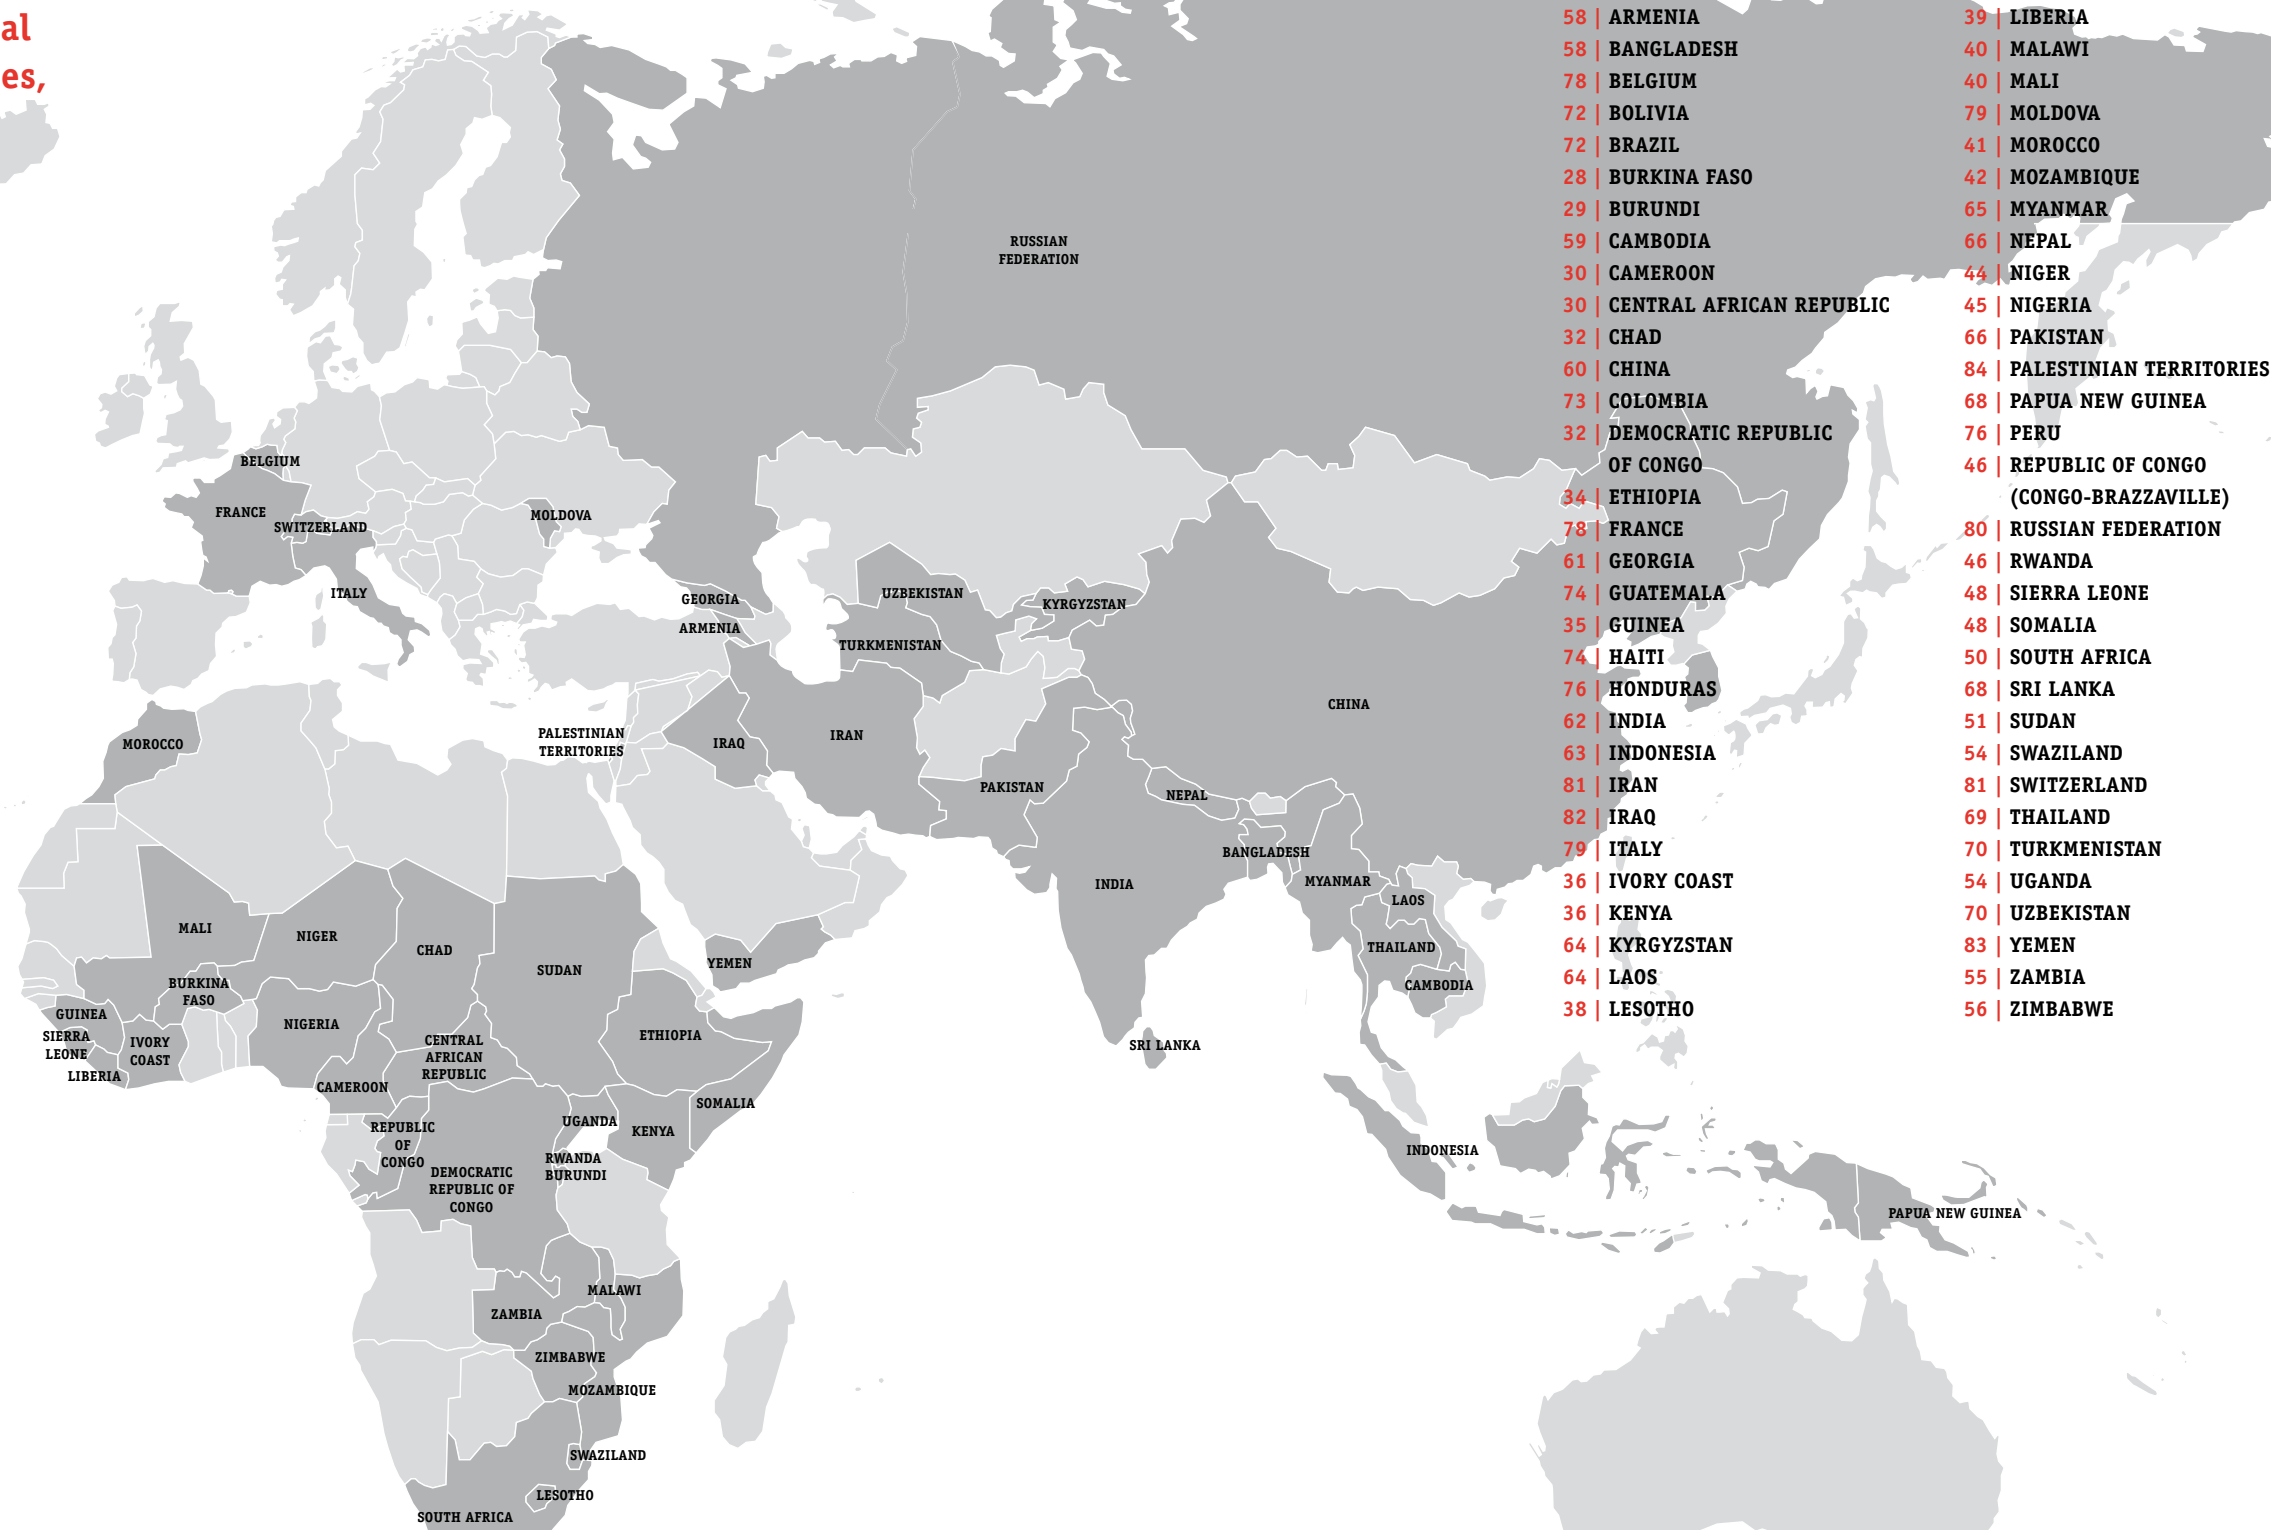 al
es,
58 | ARMENIA
58 | BANGLADESH
78 | BELGIUM
72 | BOLIVIA
72 | BRAZIL
28 | BURKINA FASO
29 | BURUNDI
59 | CAMBODIA
30 | CAMEROON
30 | CENTRAL AFRICAN REPUBLIC
32 | CHAD
60 | CHINA
73 | COLOMBIA
32 | DEMOCRATIC REPUBLIC
OF CONGO
34 | ETHIOPIA
78 | FRANCE
61 | GEORGIA
74 | GUATEMALA
35 | GUINEA
74 | HAITI
76 | HONDURAS
62 | INDIA
63 | INDONESIA
81 | IRAN
82 | IRAQ
79 | ITALY
36 | IVORY COAST
36 | KENYA
64 | KYRGYZSTAN
64 | LAOS
38 | LESOTHO
39 | LIBERIA
40 | MALAWI
40 | MALI
79 | MOLDOVA
41 | MOROCCO
42 | MOZAMBIQUE
65 | MYANMAR
66 | NEPAL
44 | NIGER
45 | NIGERIA
66 | PAKISTAN
84 | PALESTINIAN TERRITORIES
68 | PAPUA NEW GUINEA
76 | PERU
46 | REPUBLIC OF CONGO
(CONGO-BRAZZAVILLE)
80 | RUSSIAN FEDERATION
46 | RWANDA
48 | SIERRA LEONE
48 | SOMALIA
50 | SOUTH AFRICA
68 | SRI LANKA
51 | SUDAN
54 | SWAZILAND
81 | SWITZERLAND
69 | THAILAND
70 | TURKMENISTAN
54 | UGANDA
70 | UZBEKISTAN
83 | YEMEN
55 | ZAMBIA
56 | ZIMBABWE
RUSSIAN
FEDERATION
BELGIUM
FRANCE
SWITZERLAND
MOLDOVA
ITALY
GEORGIA
ARMENIA
UZBEKISTAN
KYRGYZSTAN
TURKMENISTAN
CHINA
MOROCCO
PALESTINIAN
TERRITORIES
IRAQ
IRAN
PAKISTAN
NEPAL
BANGLADESH
INDIA
MYANMAR
LAOS
THAILAND
CAMBODIA
SRI LANKA
MALI
NIGER
CHAD
SUDAN
YEMEN
BURKINA
FASO
GUINEA
SIERRA
LEONE
IVORY
COAST
LIBERIA
NIGERIA
CENTRAL
AFRICAN
REPUBLIC
ETHIOPIA
CAMEROON
SOMALIA
UGANDA
KENYA
REPUBLIC
OF
CONGO
RWANDA
BURUNDI
DEMOCRATIC
REPUBLIC OF
CONGO
INDONESIA
PAPUA NEW GUINEA
MALAWI
ZAMBIA
ZIMBABWE
MOZAMBIQUE
SWAZILAND
LESOTHO
SOUTH AFRICA